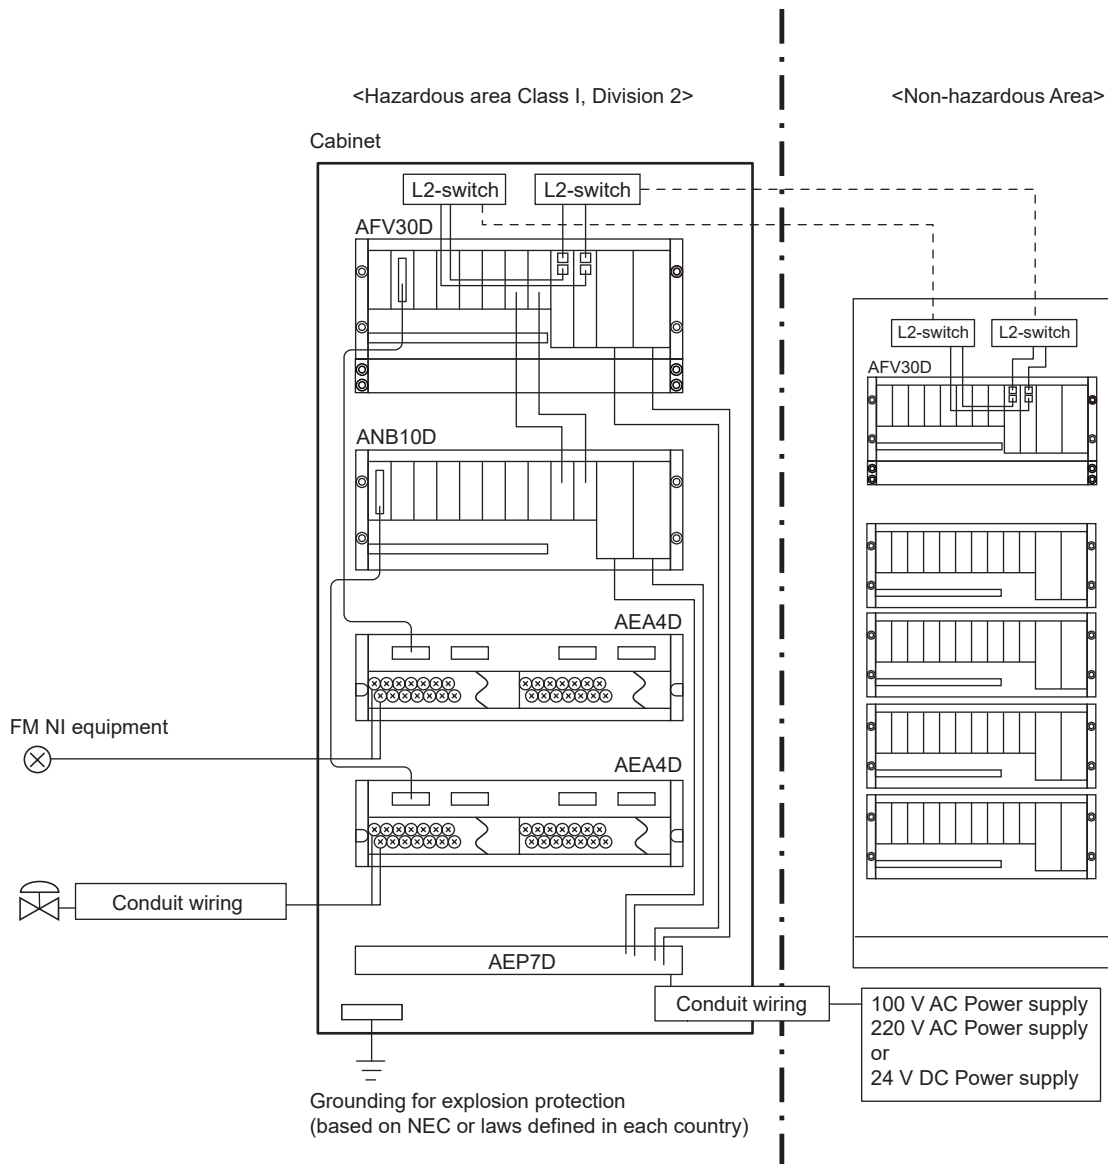 <Hazardous area Class I, Division 2>
<Non-hazardous Area>
Cabinet
L2-switch
L2-switch
AFV30D
L2-switch
L2-switch
AFV30D
ANB10D
AEA4D
FM NI equipment
AEA4D
Conduit wiring
AEP7D
Conduit wiring
100 V AC Power supply
220 V AC Power supply
or
24 V DC Power supply
Grounding for explosion protection
(based on NEC or laws defined in each country)